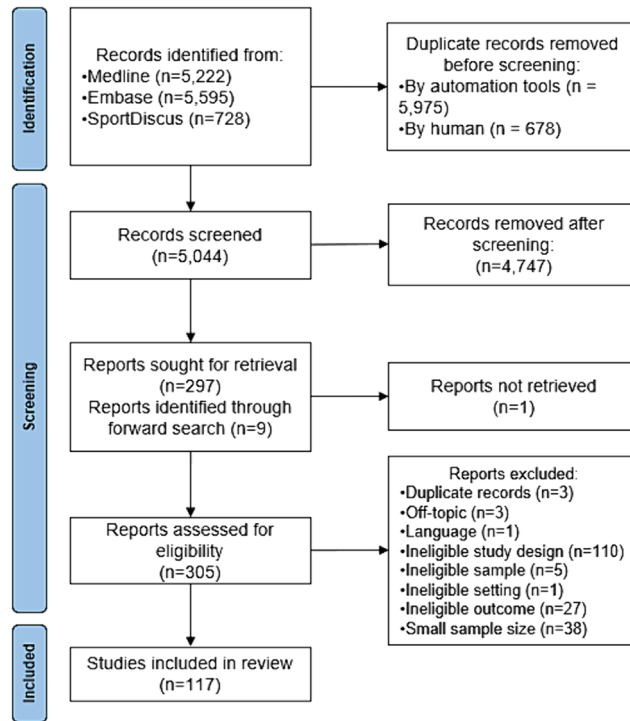 Identification
Records identified from:
•Medline (n=5,222)
•Embase (n=5,595)
•SportDiscus (n=728)
Duplicate records removed
before screening:
•By automation tools (n =
5,975)
•By human (n = 678)
Screening
Records screened
(n=5,044)
Records removed after
screening:
(n=4,747)
Reports sought for retrieval
(n=297)
Reports identified through
forward search (n=9)
Reports not retrieved
(n=1)
Reports assessed for
eligibility
(n=305)
Reports excluded:
•Duplicate records (n=3)
•Off-topic (n=3)
•Language (n=1)
•Ineligible study design (n=110)
•Ineligible sample (n=5)
•Ineligible setting (n=1)
•Ineligible outcome (n=27)
•Small sample size (n=38)
Included
Studies included in review
(n=117)